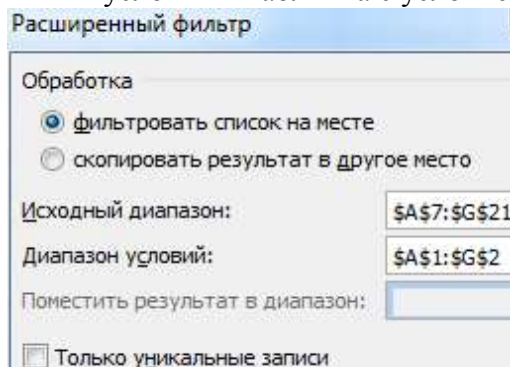 Расширенный фильтр
Обработка
фильтровать список на месте
скопировать результат в другое место
Исходный диапазон: $A$7:$G$21
Диапазон условий: $A$1:$G$2
Поместить результат в диапазон:
Только уникальные записи